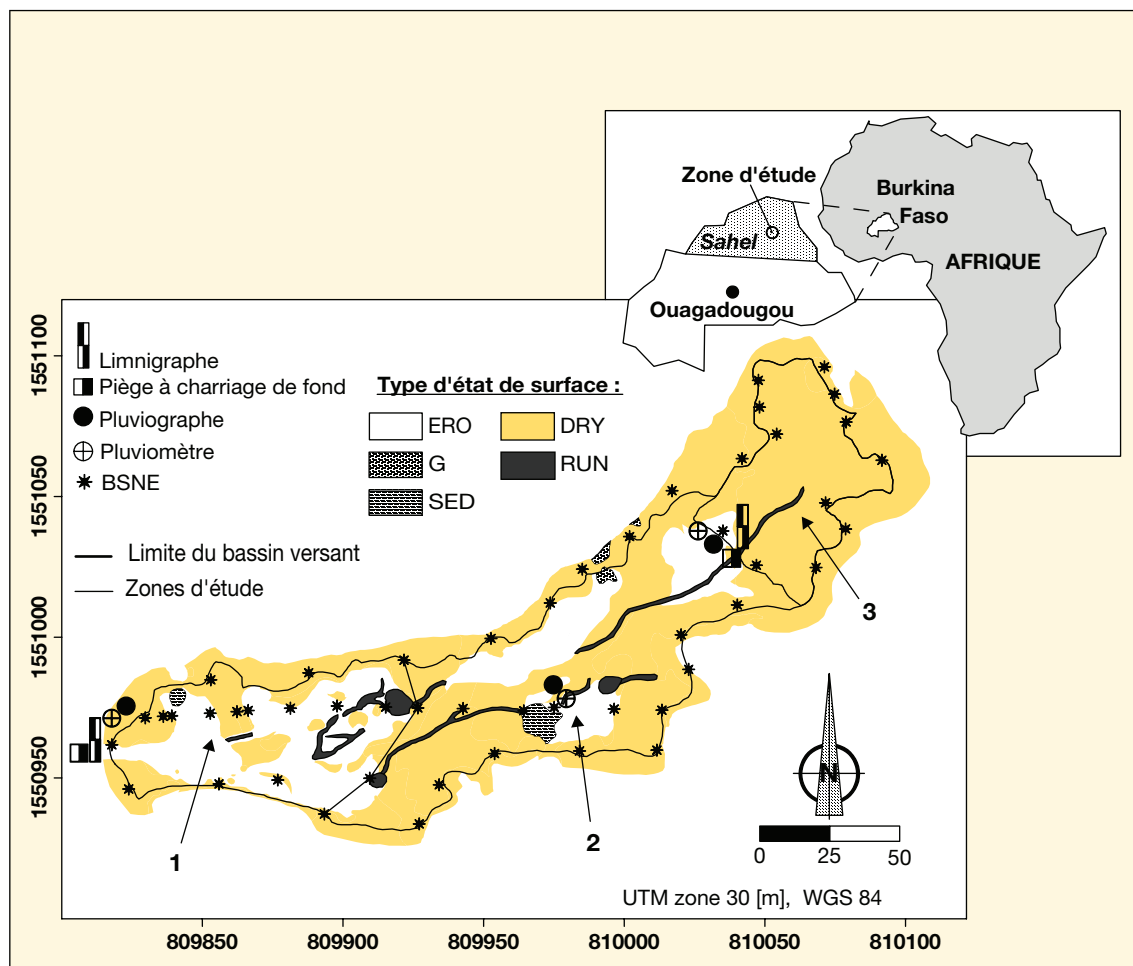 Zone d'étude
Burkina
Faso
Sahel
AFRIQUE
Ouagadougou
1551100
1551050
1551000
1550950
Limnigraphe
Piège à charriage de fond
Pluviographe
Pluviomètre
BSNE
Type d'état de surface :
ERO
DRY
G
RUN
SED
Limite du bassin versant
Zones d'étude
3
1
2
N
0 25 50
UTM zone 30 [m], WGS 84
809850 809900 809950 810000 810050 810100